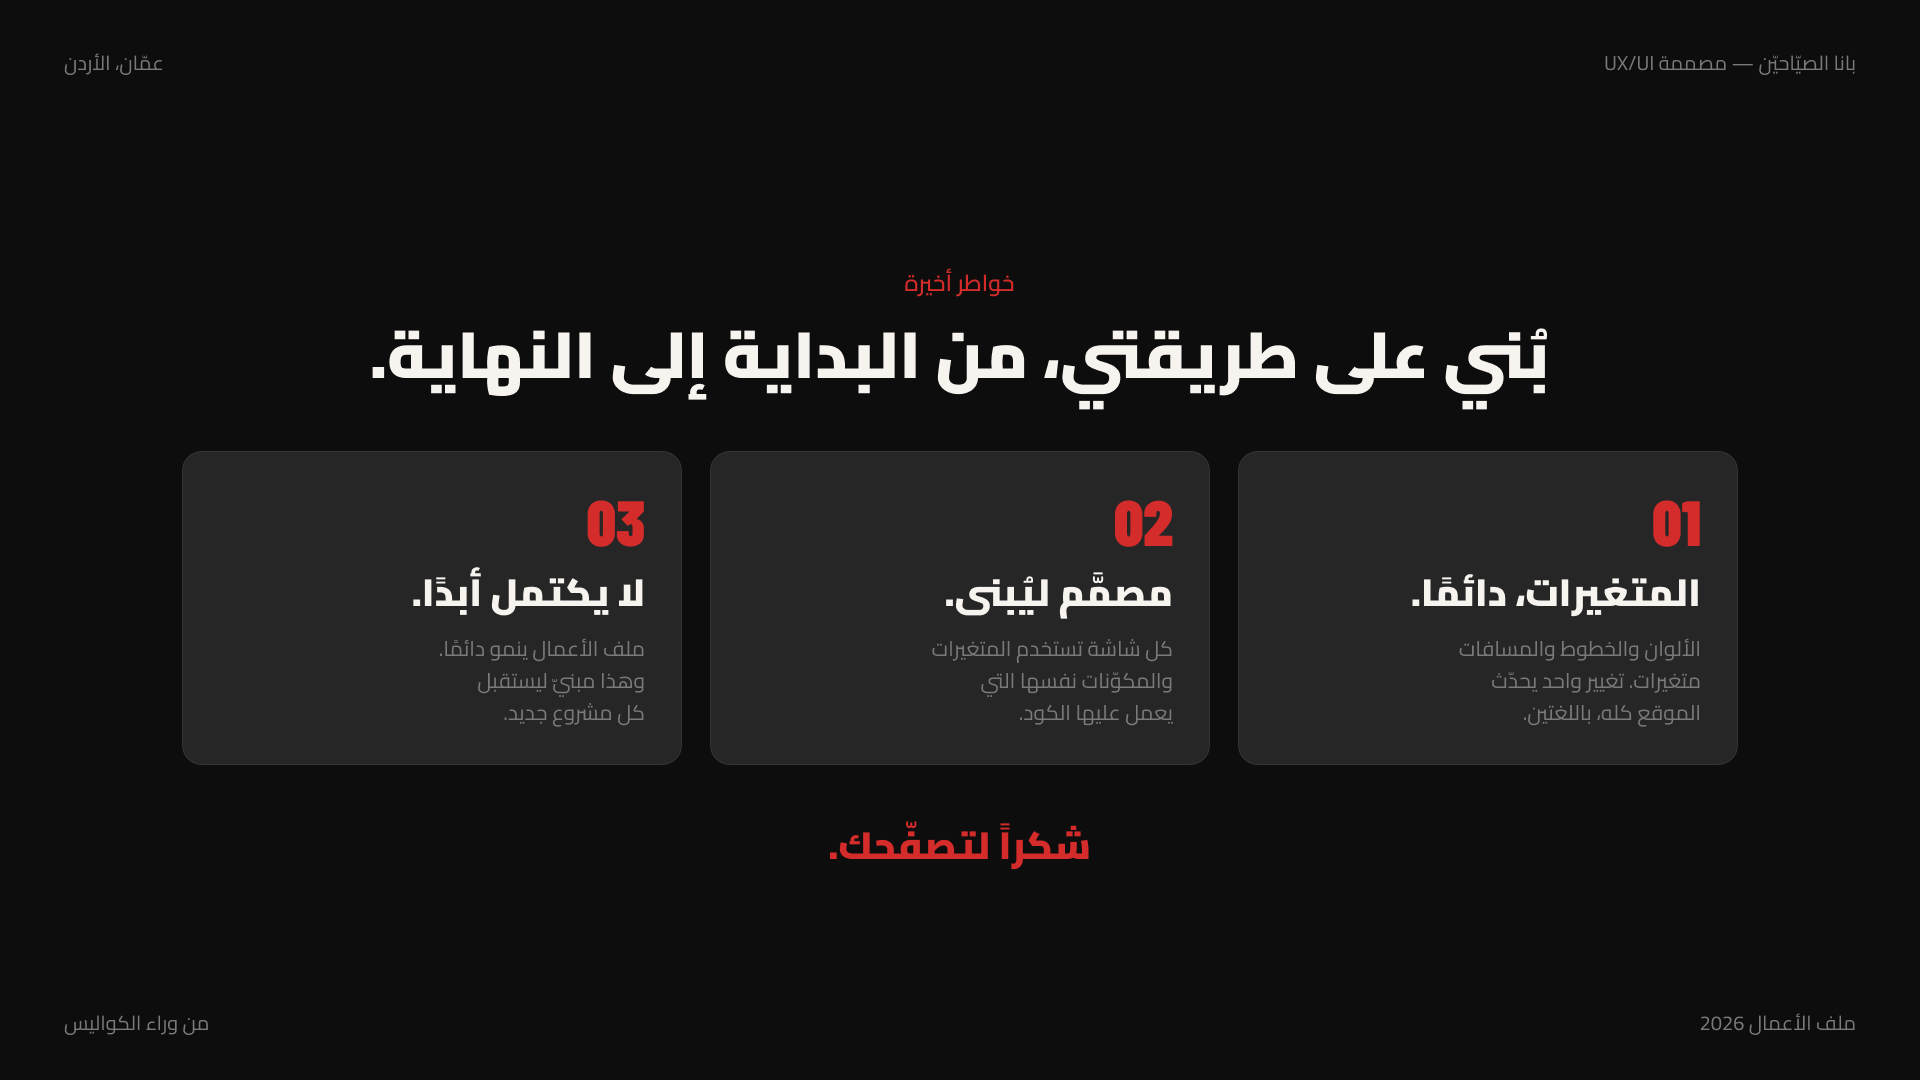 بانا الصيّاحيّن — مصممة UX/UI
عمّان، الأردن
خواطر أخيرة
بُني على طريقتي، من البداية إلى النهاية.
01
المتغيرات، دائمًا.
الألوان والخطوط والمسافات
متغيرات. تغيير واحد يحدّث
الموقع كله، باللغتين.
02
مصمَّم ليُبنى.
كل شاشة تستخدم المتغيرات
والمكوّنات نفسها التي
يعمل عليها الكود.
03
لا يكتمل أبدًا.
ملف الأعمال ينمو دائمًا.
وهذا مبنيّ ليستقبل
كل مشروع جديد.
شكراً لتصفّحك.
ملف الأعمال 2026
من وراء الكواليس